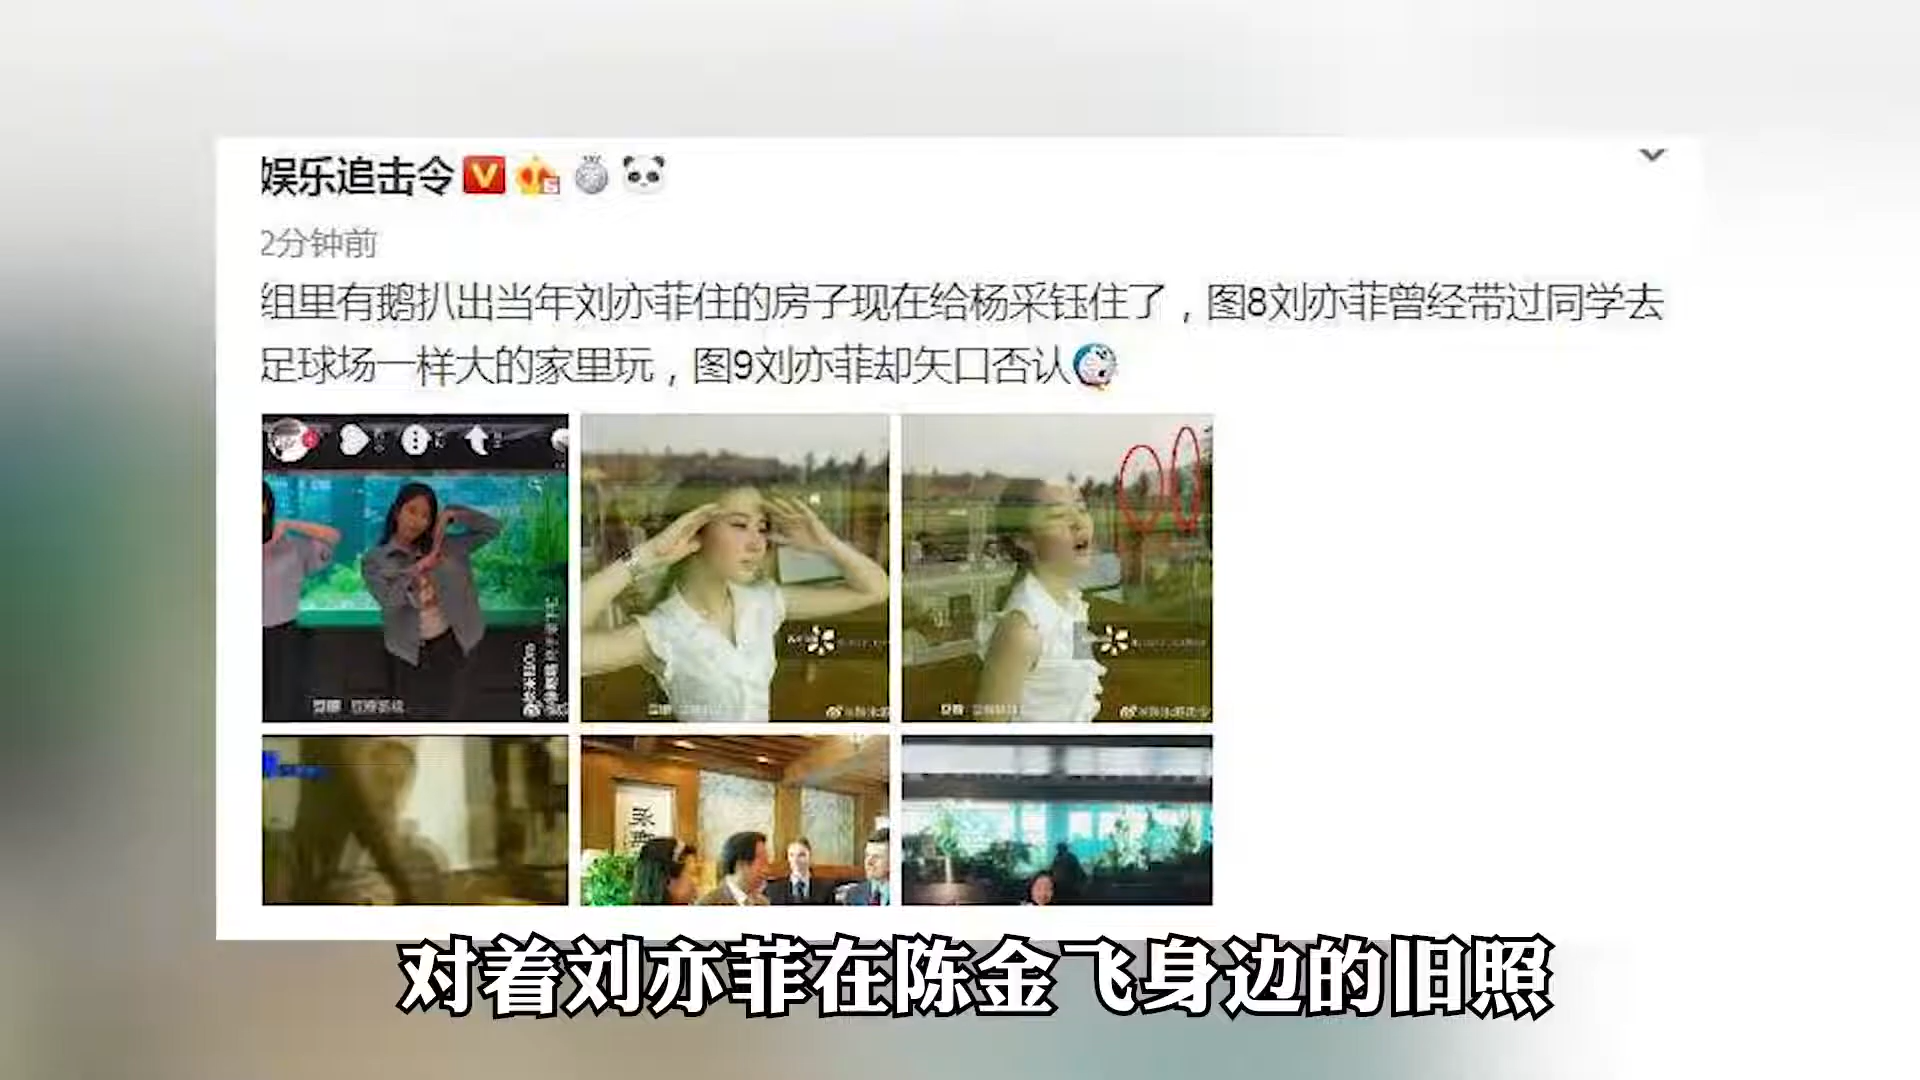 娱乐追击令
2分钟前
组里有鹅扒出当年刘亦菲住的房子现在给杨采钰住了，图8刘亦菲曾经带过同学去
足球场一样大的家里玩，图9刘亦菲却矢口否认
对着刘亦菲在陈金飞身边的旧照